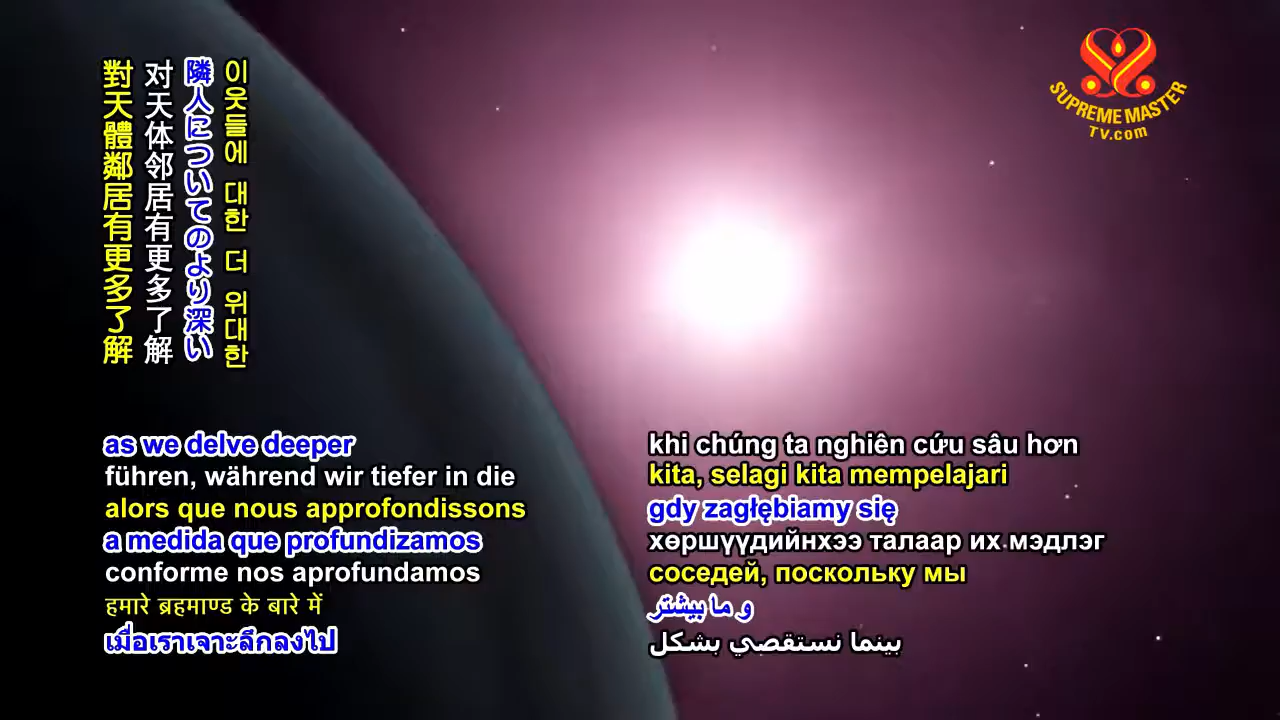 對天體鄰居有更多了解
对天体邻居有更多了解
隣人についてのより深い
이웃들에 대한 더 위대한
SUPREME MASTER
TV.com
as we delve deeper
führen, während wir tiefer in die
alors que nous approfondissons
a medida que profundizamos
conforme nos aprofundamos
हमारे ब्रहमाण्ड के बारे में
เมื่อเราเจาะลึกลงไป
khi chúng ta nghiên cứu sâu hơn
kita, selagi kita mempelajari
gdy zagłębiamy się
хөршүүдийнхээ талаар их мэдлэг
соседей, поскольку мы
و ما بیشتر
بينما نستقصي بشكل